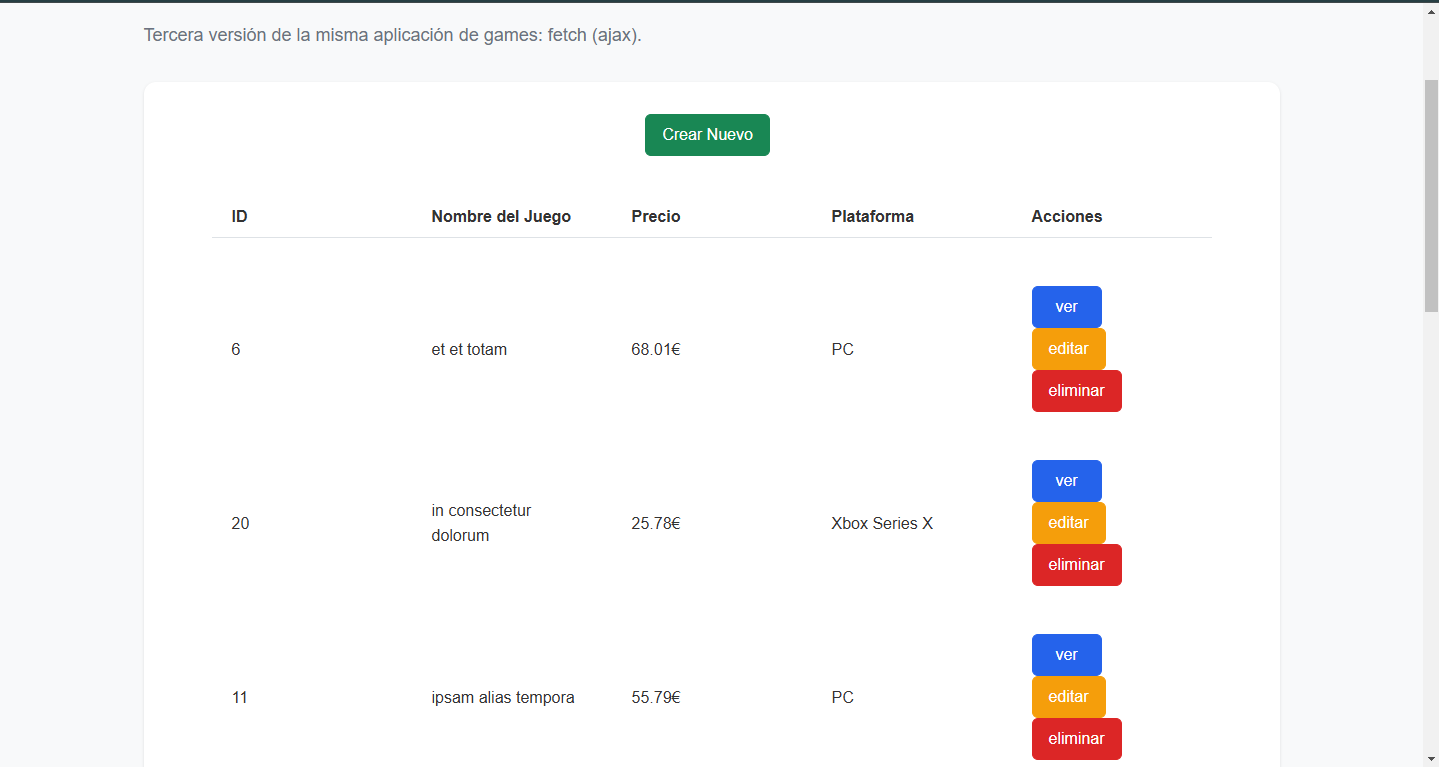 Tercera versión de la misma aplicación de games: fetch (ajax).
Crear Nuevo
ID Nombre del Juego Precio Plataforma Acciones
ver
6 et et totam 68.01€ PC editar
eliminar
ver
in consectetur
20 25.78€ Xbox Series X editar
dolorum
eliminar
ver
11 ipsam alias tempora 55.79€ PC editar
eliminar